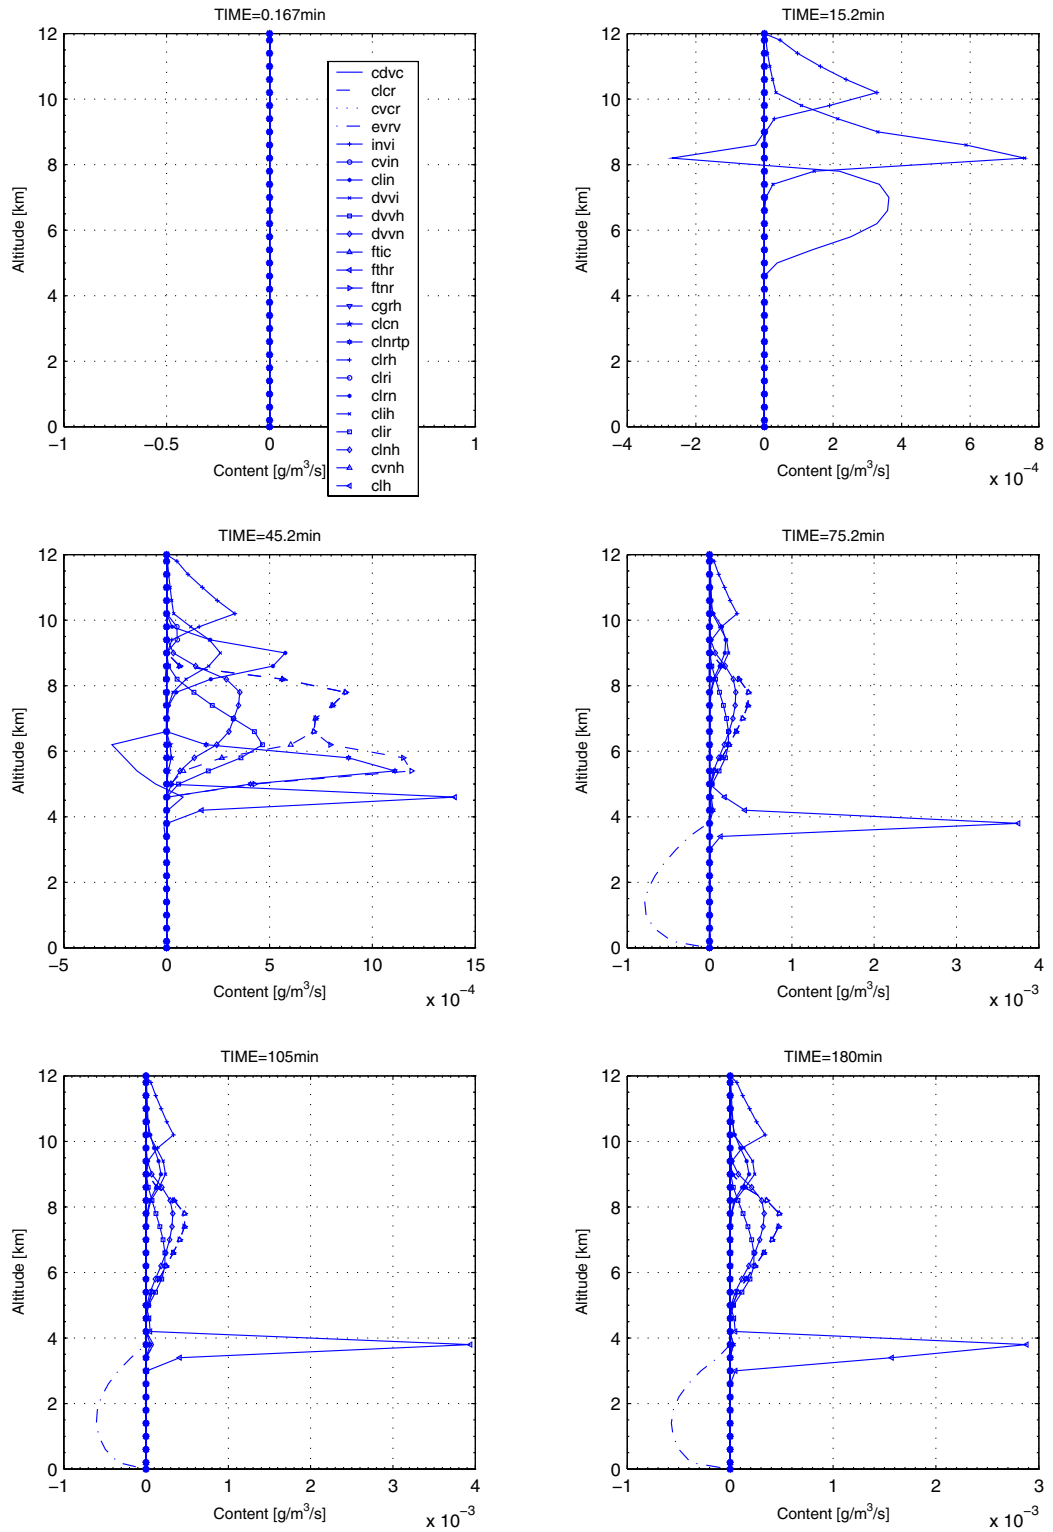 TIME=0.167min
12
10
8
6
4
2
0
Altitude [km]
−1
−0.5
0
1
Content [g/m³/s]
cdvc
clcr
cvcr
evrv
invi
cvin
clin
dvvi
dvvh
dvvn
ftic
fthr
ftnr
cgrh
clcn
clnrtp
clrh
clri
clrn
clih
clir
clnh
cvnh
clh
TIME=15.2min
12
10
8
6
4
2
0
Altitude [km]
−4
−2
0
2
4
6
8
Content [g/m³/s]
x 10⁻⁴
TIME=45.2min
12
10
8
6
4
2
0
Altitude [km]
−5
0
5
10
15
Content [g/m³/s]
x 10⁻⁴
TIME=75.2min
12
10
8
6
4
2
0
Altitude [km]
−1
0
1
2
3
4
Content [g/m³/s]
x 10⁻³
TIME=105min
12
10
8
6
4
2
0
Altitude [km]
−1
0
1
2
3
4
Content [g/m³/s]
x 10⁻³
TIME=180min
12
10
8
6
4
2
0
Altitude [km]
−1
0
1
2
3
Content [g/m³/s]
x 10⁻³